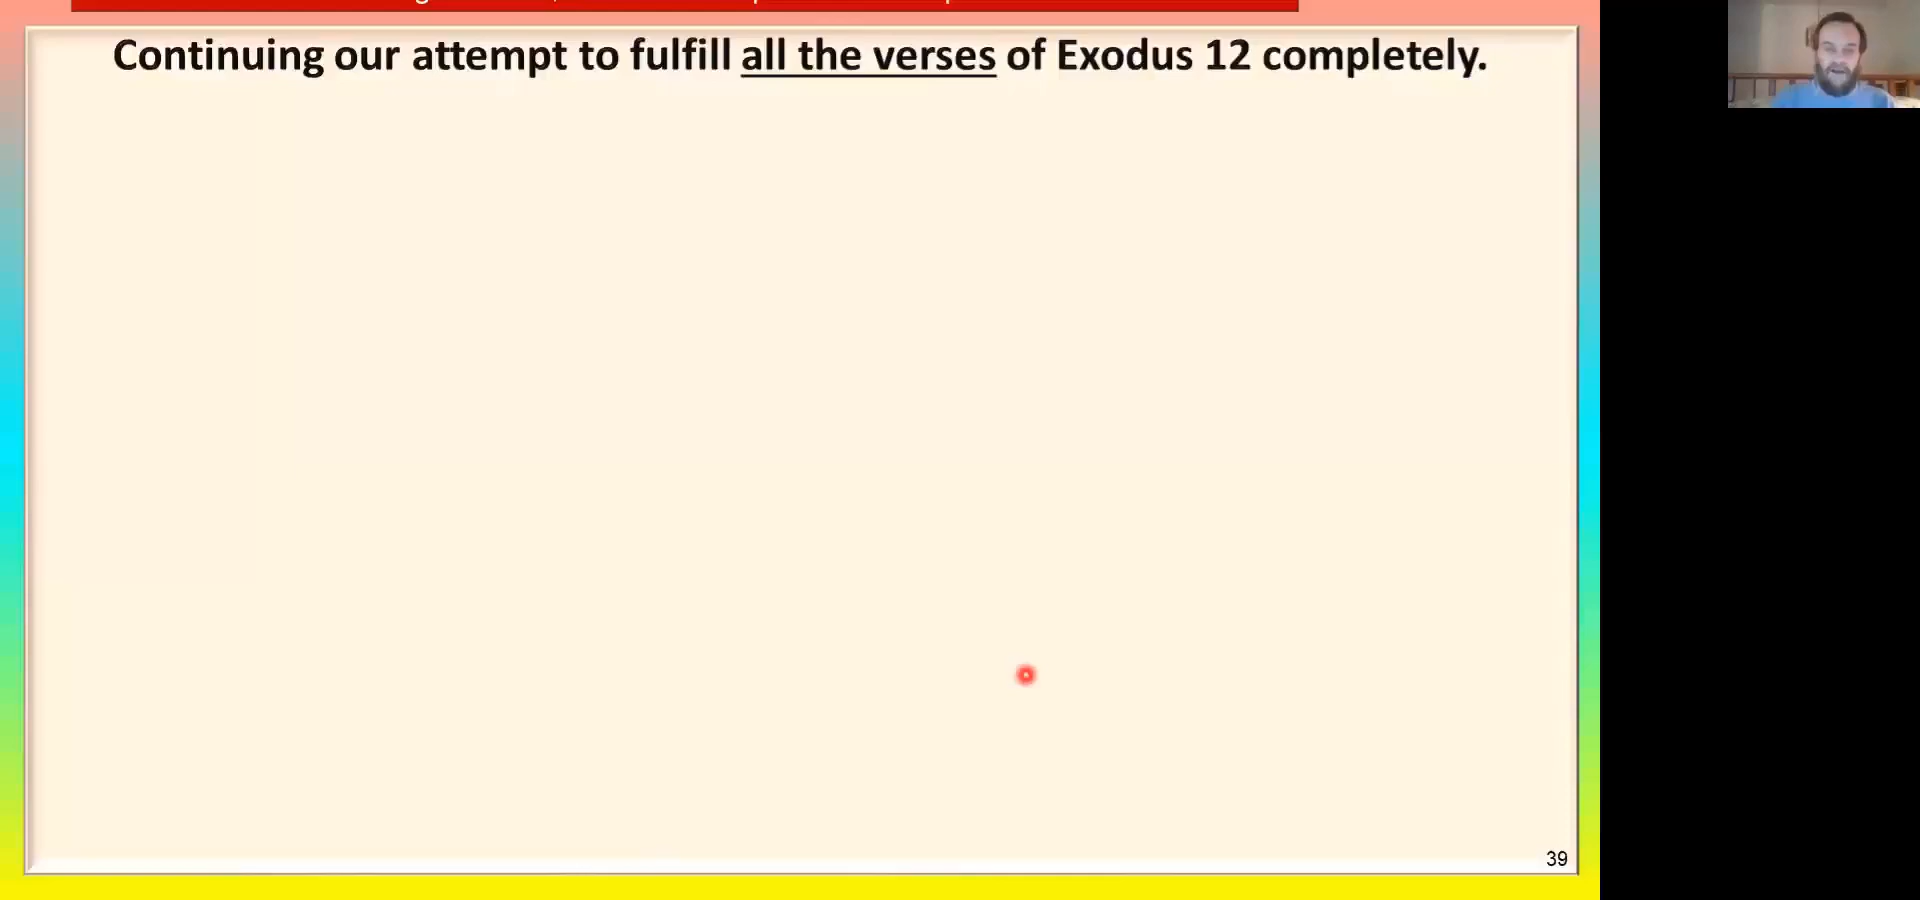 Continuing our attempt to fulfill all the verses of Exodus 12 completely.
39